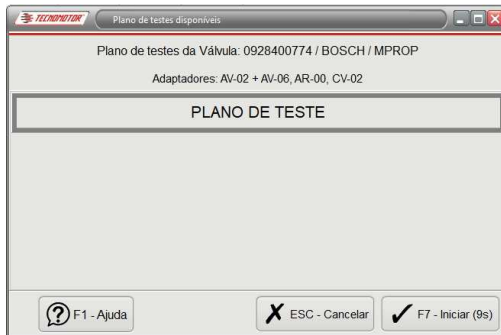 TECNOMOTOR Plano de testes disponíveis
Plano de testes da Válvula: 0928400774 / BOSCH / MPROP
Adaptadores: AV-02 + AV-06, AR-00, CV-02
PLANO DE TESTE
F1 - Ajuda ESC - Cancelar F7 - Iniciar (9s)